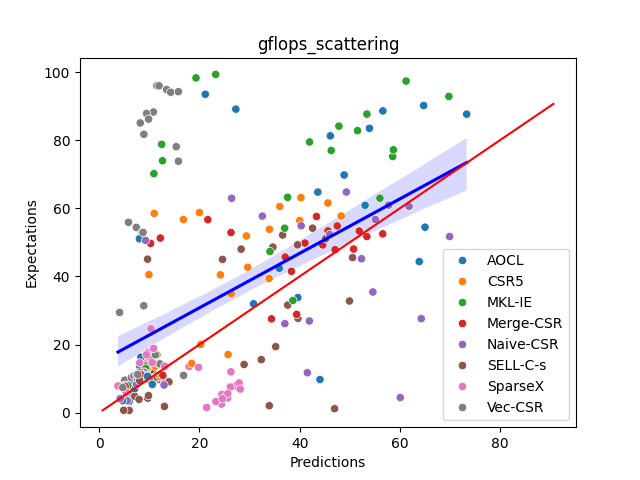 gflops_scattering
Expectations
100
80
60
40
20
0
0 20 40 60 80
Predictions
AOCL
CSR5
MKL-IE
Merge-CSR
Naive-CSR
SELL-C-s
SparseX
Vec-CSR